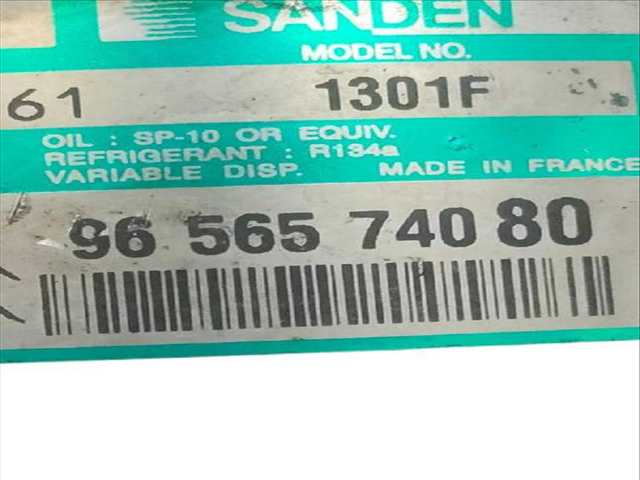 SANDEN
MODEL NO.
61 1301F
OIL : SP-10 OR EQUIV.
REFRIGERANT : R134a
VARIABLE DISP. MADE IN FRANCE
96 565 740 80